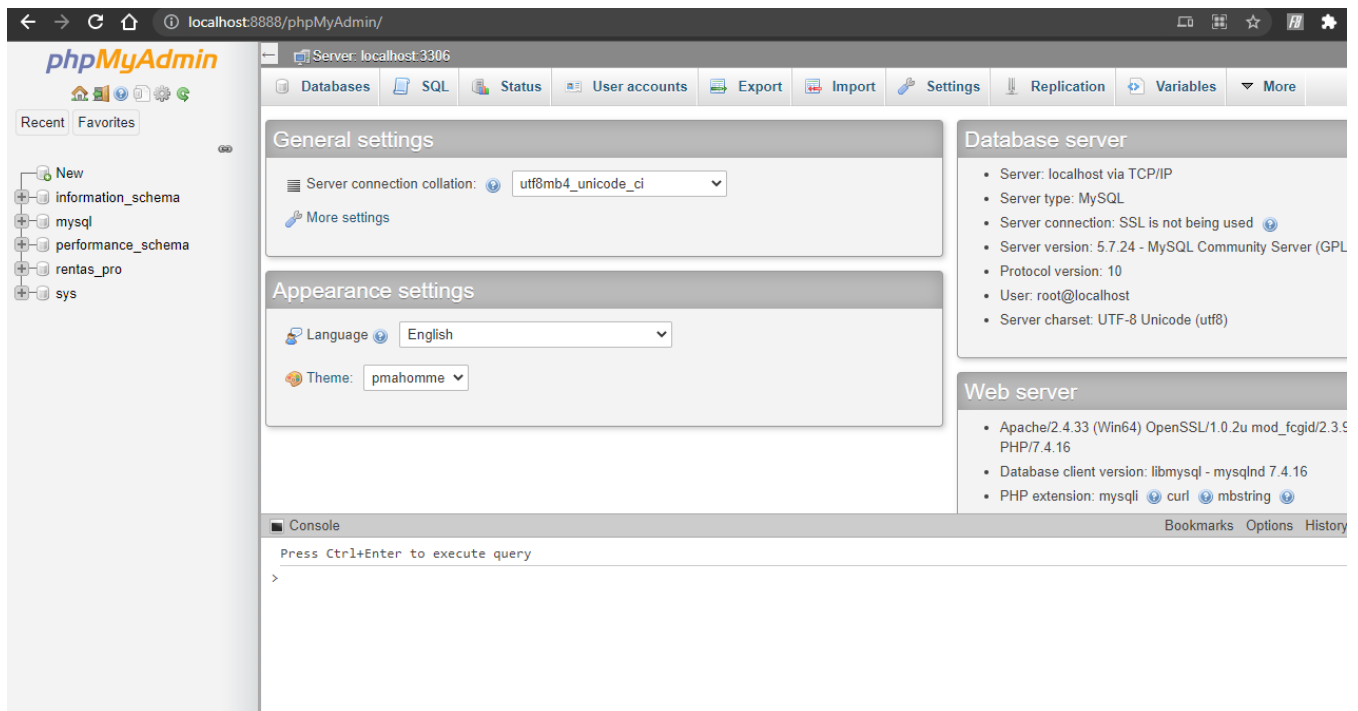 localhost:8888/phpMyAdmin/
phpMyAdmin
Recent Favorites
New
information_schema
mysql
performance_schema
rentas_pro
sys
Server: localhost:3306
Databases SQL Status User accounts Export Import Settings Replication Variables More
General settings
Server connection collation: utf8mb4_unicode_ci
More settings
Appearance settings
Language English
Theme: pmahomme
Database server
Server: localhost via TCP/IP
Server type: MySQL
Server connection: SSL is not being used
Server version: 5.7.24 - MySQL Community Server (GPL
Protocol version: 10
User: root@localhost
Server charset: UTF-8 Unicode (utf8)
Web server
Apache/2.4.33 (Win64) OpenSSL/1.0.2u mod_fcgid/2.3.9
PHP/7.4.16
Database client version: libmysql - mysqlnd 7.4.16
PHP extension: mysqli curl mbstring
Console Bookmarks Options History
Press Ctrl+Enter to execute query
>